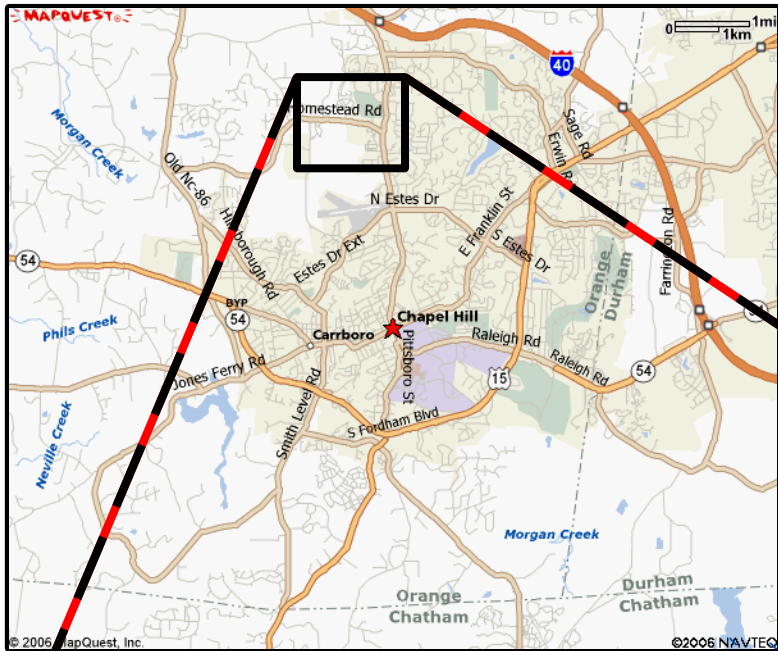 MAPQUEST
1mi
0
1km
40
Homestead Rd
Sage Rd
Morgan Creek
Erwin R
Old Nc-86
N Estes Dr
E Franklin St
S Estes Dr
Hillsborough Rd
Estes Dr Ext
Farrington Rd
Orange
Durham
54
BYP
54
Chapel Hill
Phils Creek
Carrboro
Pittsboro St
Raleigh Rd
Raleigh Rd
54
15
Jones Ferry Rd
Smith Level Rd
S Fordham Blvd
Neville Creek
Morgan Creek
Orange
Chatham
Durham
Chatham
© 2006 MapQuest, Inc.
©2006 NAVTEQ